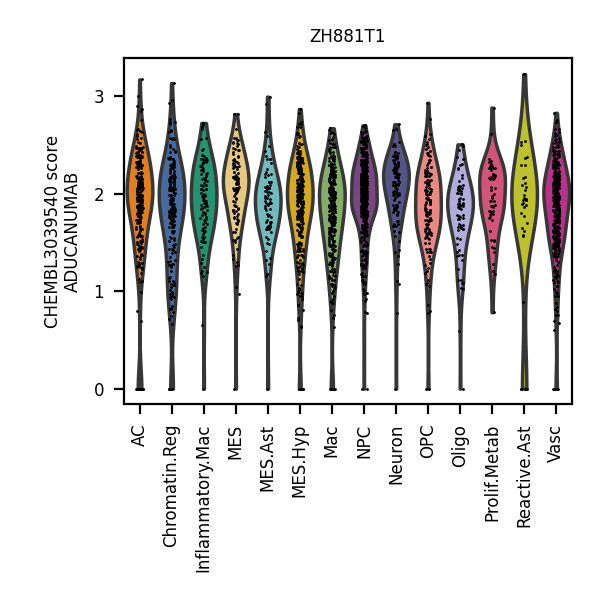 ZH881T1
CHEMBL3039540 score
ADUCANUMAB
3
2
1
0
AC
Chromatin.Reg
Inflammatory.Mac
MES
MES.Ast
MES.Hyp
Mac
NPC
Neuron
OPC
Oligo
Prolif.Metab
Reactive.Ast
Vasc